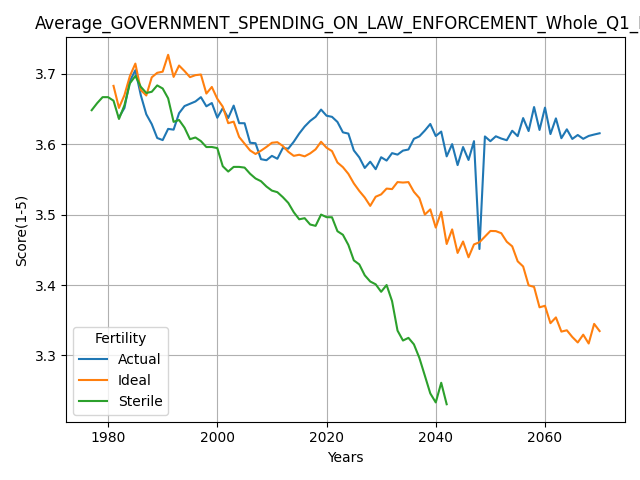 Average_GOVERNMENT_SPENDING_ON_LAW_ENFORCEMENT_Whole_Q1_
Score(1-5)
3.7
3.6
3.5
3.4
3.3
Fertility
Actual
Ideal
Sterile
1980
2000
2020
2040
2060
Years